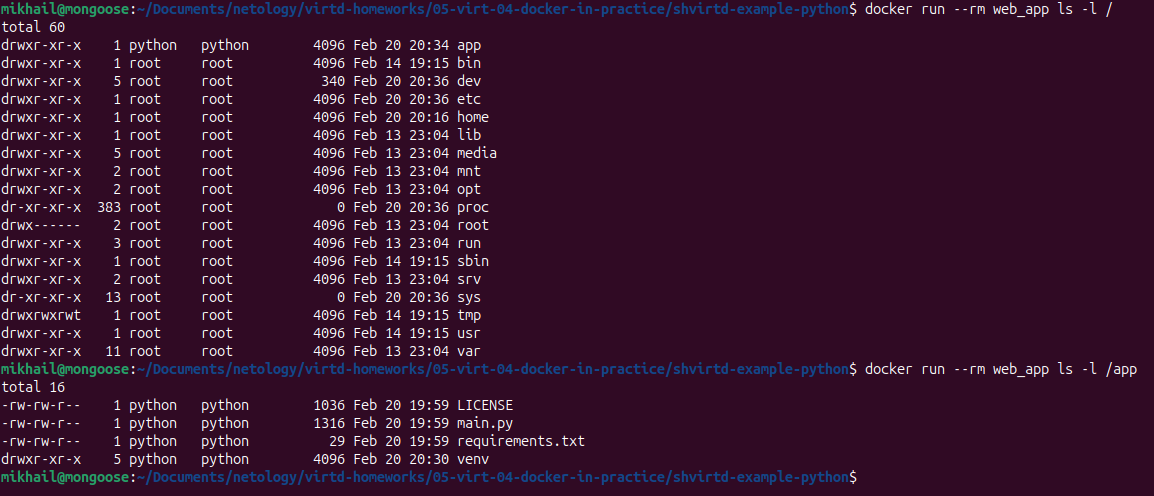 mikhail@mongoose:~/Documents/netology/virtd-homeworks/05-virt-04-docker-in-practice/shvirtd-example-python$ docker run --rm web_app ls -l /
total 60
drwxr-xr-x    1 python   python        4096 Feb 20 20:34 app
drwxr-xr-x    1 root     root          4096 Feb 14 19:15 bin
drwxr-xr-x    5 root     root           340 Feb 20 20:36 dev
drwxr-xr-x    1 root     root          4096 Feb 20 20:36 etc
drwxr-xr-x    1 root     root          4096 Feb 20 20:16 home
drwxr-xr-x    1 root     root          4096 Feb 13 23:04 lib
drwxr-xr-x    5 root     root          4096 Feb 13 23:04 media
drwxr-xr-x    2 root     root          4096 Feb 13 23:04 mnt
drwxr-xr-x    2 root     root          4096 Feb 13 23:04 opt
dr-xr-xr-x  383 root     root             0 Feb 20 20:36 proc
drwx------    2 root     root          4096 Feb 13 23:04 root
drwxr-xr-x    3 root     root          4096 Feb 13 23:04 run
drwxr-xr-x    1 root     root          4096 Feb 14 19:15 sbin
drwxr-xr-x    2 root     root          4096 Feb 13 23:04 srv
dr-xr-xr-x   13 root     root             0 Feb 20 20:36 sys
drwxrwxrwt    1 root     root          4096 Feb 14 19:15 tmp
drwxr-xr-x    1 root     root          4096 Feb 14 19:15 usr
drwxr-xr-x   11 root     root          4096 Feb 13 23:04 var
mikhail@mongoose:~/Documents/netology/virtd-homeworks/05-virt-04-docker-in-practice/shvirtd-example-python$ docker run --rm web_app ls -l /app
total 16
-rw-rw-r--    1 python   python        1036 Feb 20 19:59 LICENSE
-rw-rw-r--    1 python   python        1316 Feb 20 19:59 main.py
-rw-rw-r--    1 python   python          29 Feb 20 19:59 requirements.txt
drwxr-xr-x    5 python   python        4096 Feb 20 20:30 venv
mikhail@mongoose:~/Documents/netology/virtd-homeworks/05-virt-04-docker-in-practice/shvirtd-example-python$